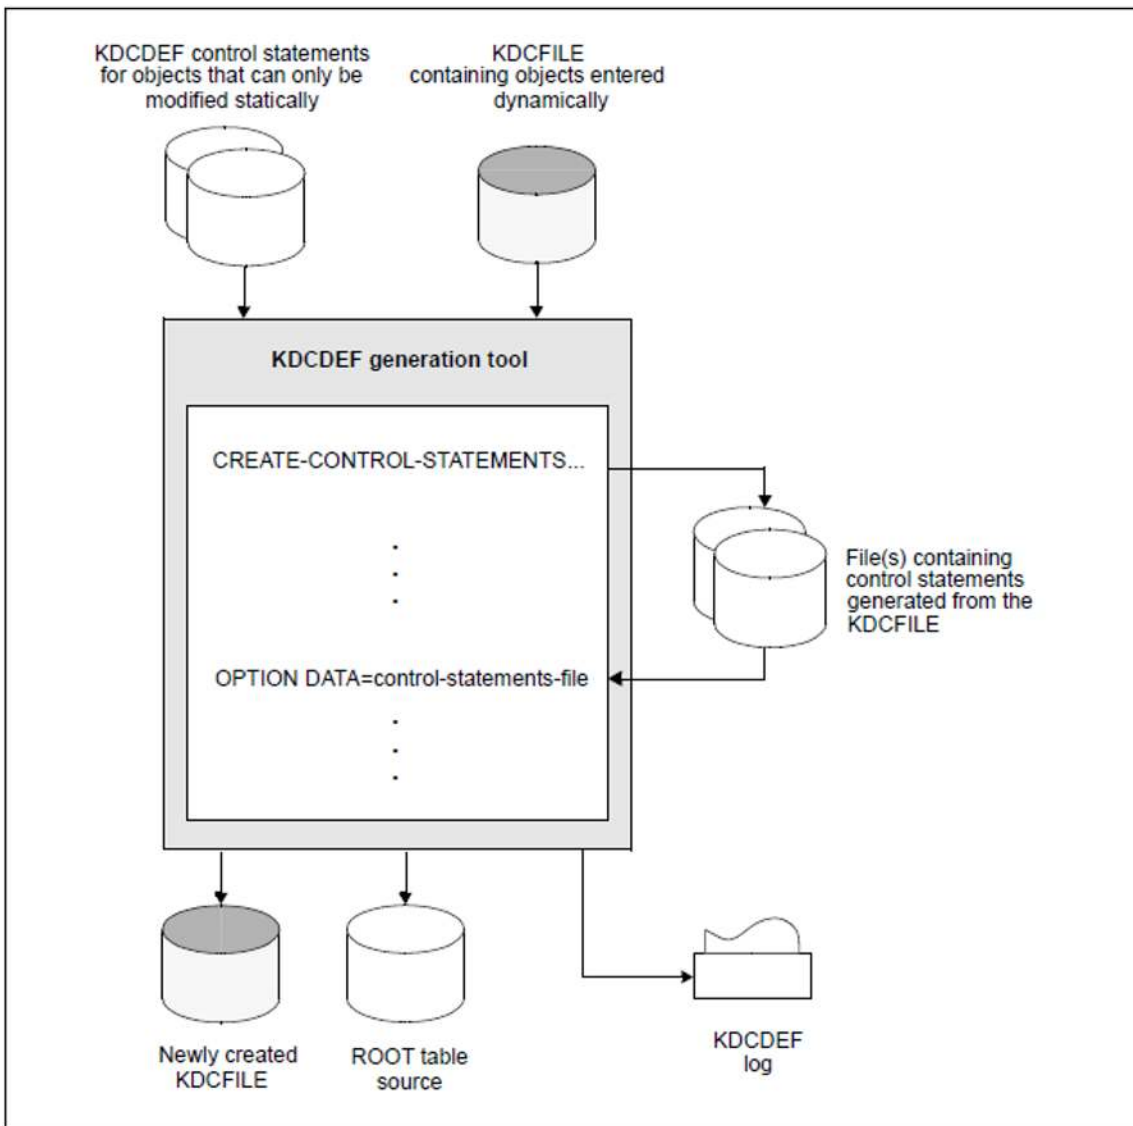 KDCDEF control statements
for objects that can only be
modified statically
KDCFILE
containing objects entered
dynamically
KDCDEF generation tool
CREATE-CONTROL-STATEMENTS...
File(s) containing
control statements
generated from the
KDCFILE
OPTION DATA=control-statements-file
Newly created
KDCFILE
ROOT table
source
KDCDEF
log